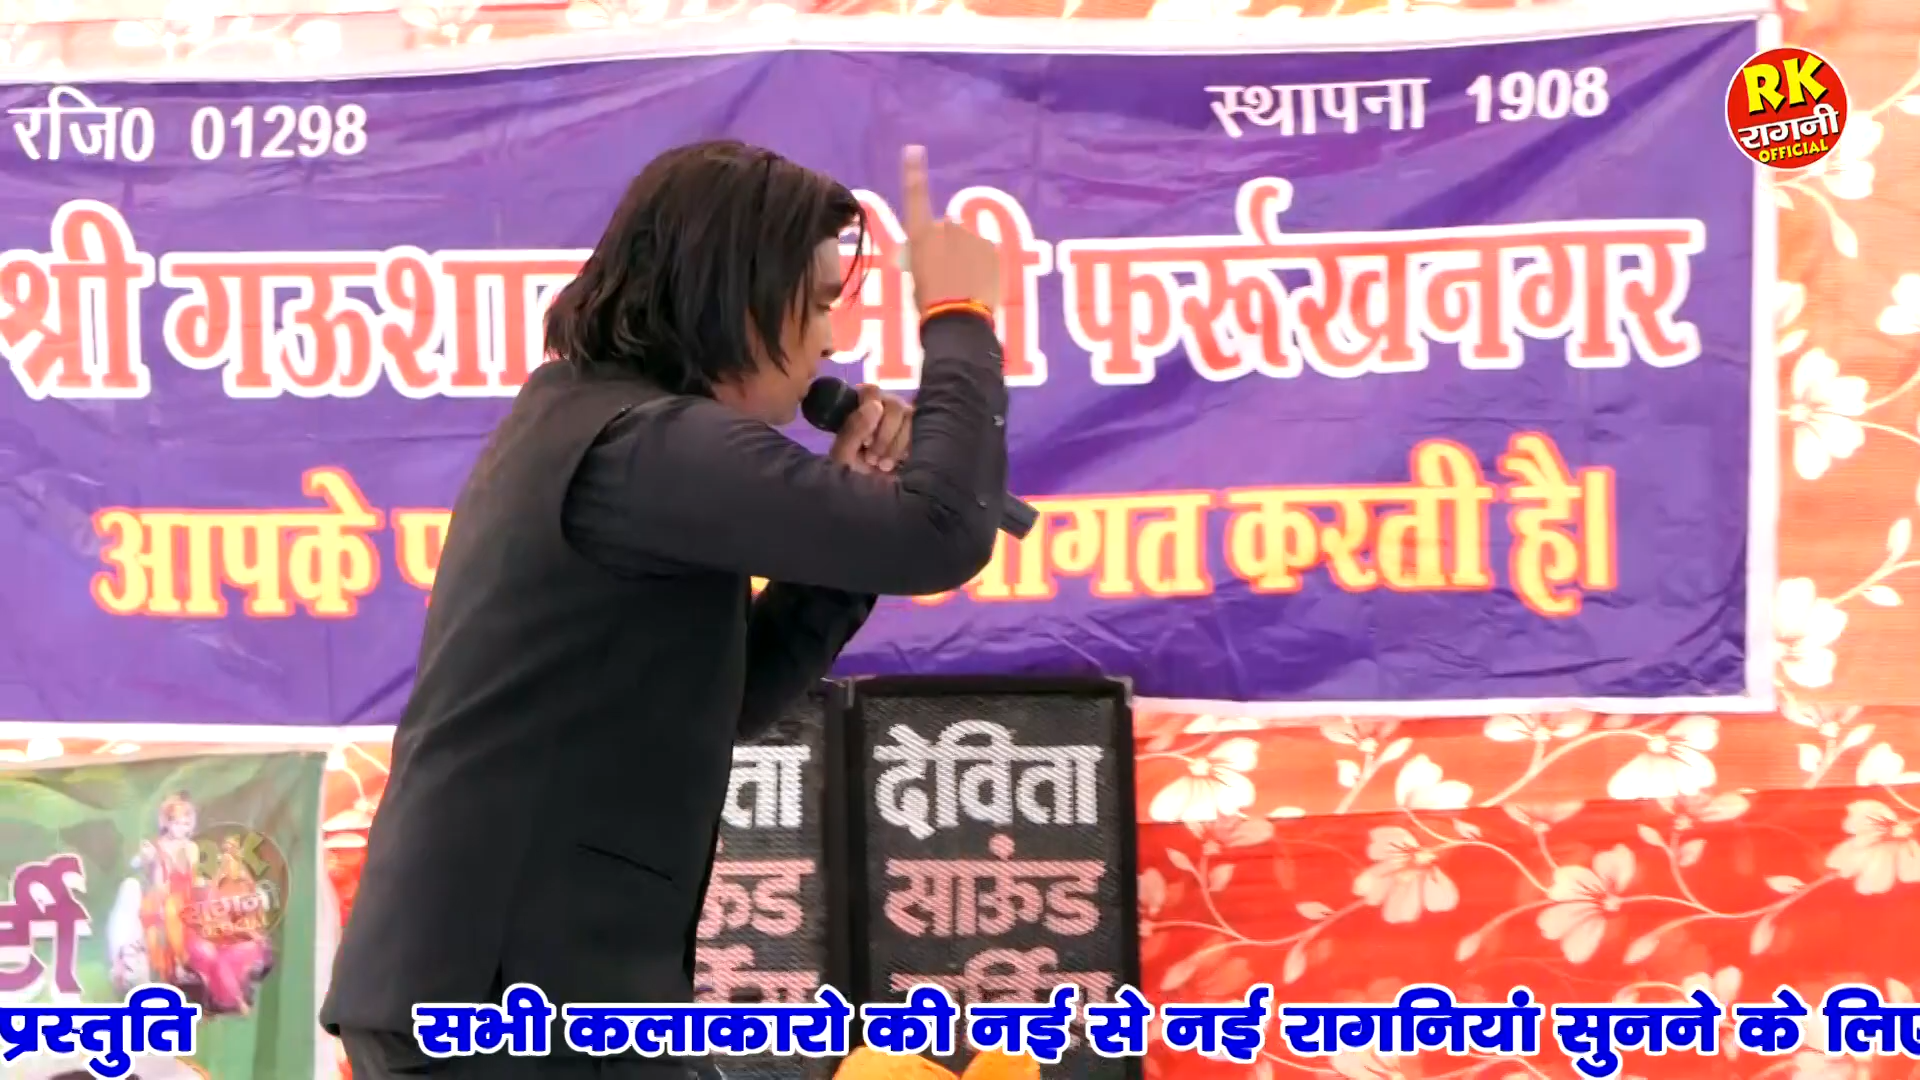 रजि0 01298
स्थापना 1908
RK
रागनी
OFFICIAL
श्री गऊशा
फर्रूखनगर
आपके
करती है।
देविता
साऊंड
प्रस्तुति
सभी कलाकारो की नई से नई रागनियां सुनने के लिए